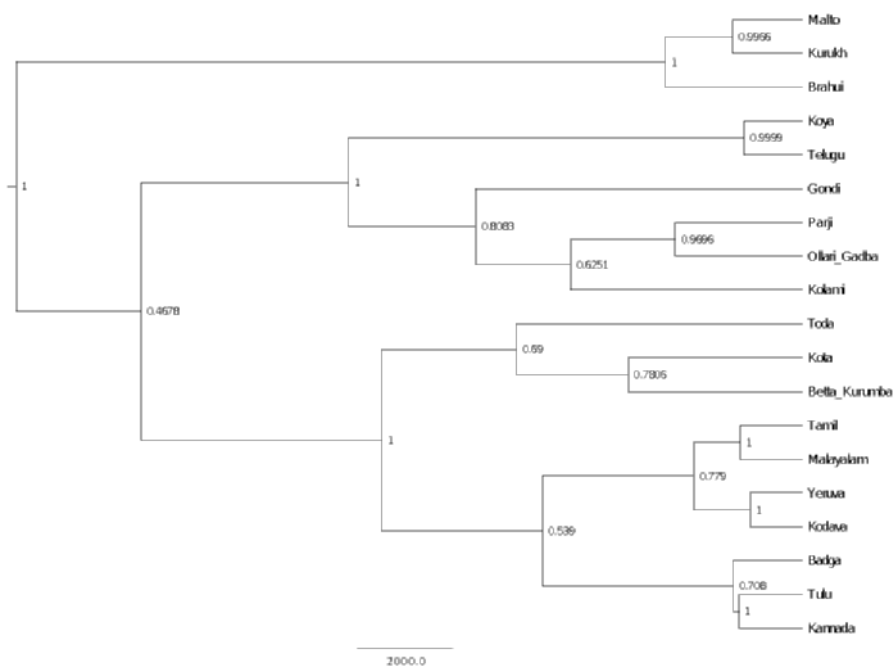 Malto
0.9996
Kurukh
1
Brahui
Koya
0.9999
Telugu
1
1
Gondi
0.8083
Parji
0.9696
Ollari_Gadba
0.6251
Kolami
0.4678
Toda
0.69
Kota
0.7806
Betta_Kurumba
Tamil
1
1
Malayalam
0.779
Yeruva
1
Kodava
0.539
Badga
0.708
Tulu
1
Kannada
2000.0